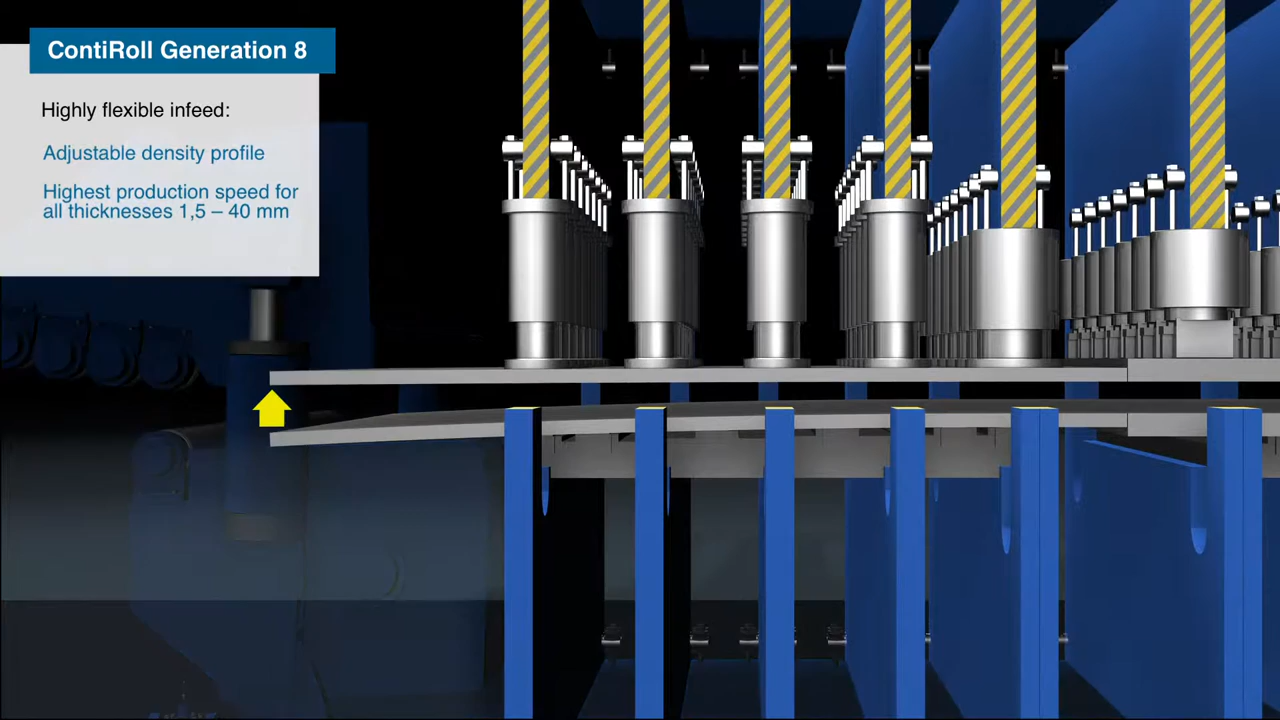 ContiRoll Generation 8
Highly flexible infeed:
Adjustable density profile
Highest production speed for
all thicknesses 1,5 – 40 mm